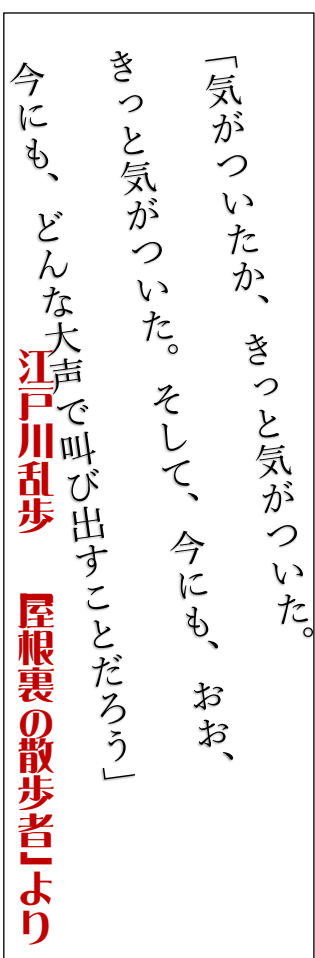 「気がついたか、きっと気がついた。
きっと気がついた。そして、今にも、おお、
今にも、どんな大声で叫び出すことだろう」
江戸川乱歩　『屋根裏の散歩者』より